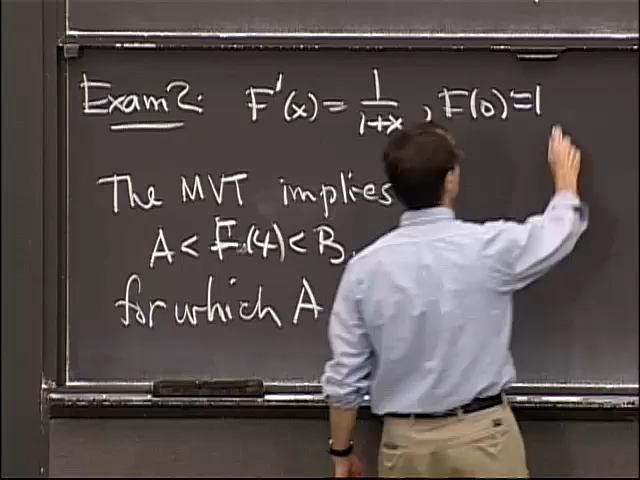 Exam 2: F'(x) = 1/1+x, F(0)=1
The MVT implies
A < F(4) < B
for which A